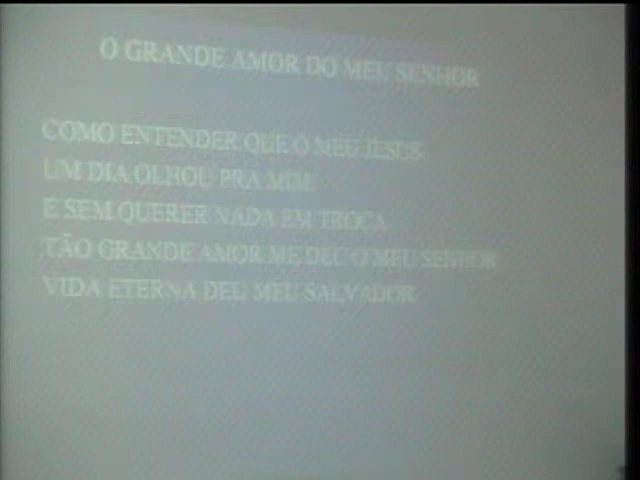 O GRANDE AMOR DO MEU SENHOR
COMO ENTENDER QUE O MEU JESUS
UM DIA OLHOU PRA MIM
E SEM QUERER NADA EM TROCA
TÃO GRANDE AMOR ME DEU O MEU SENHOR
VIDA ETERNA DEU MEU SALVADOR